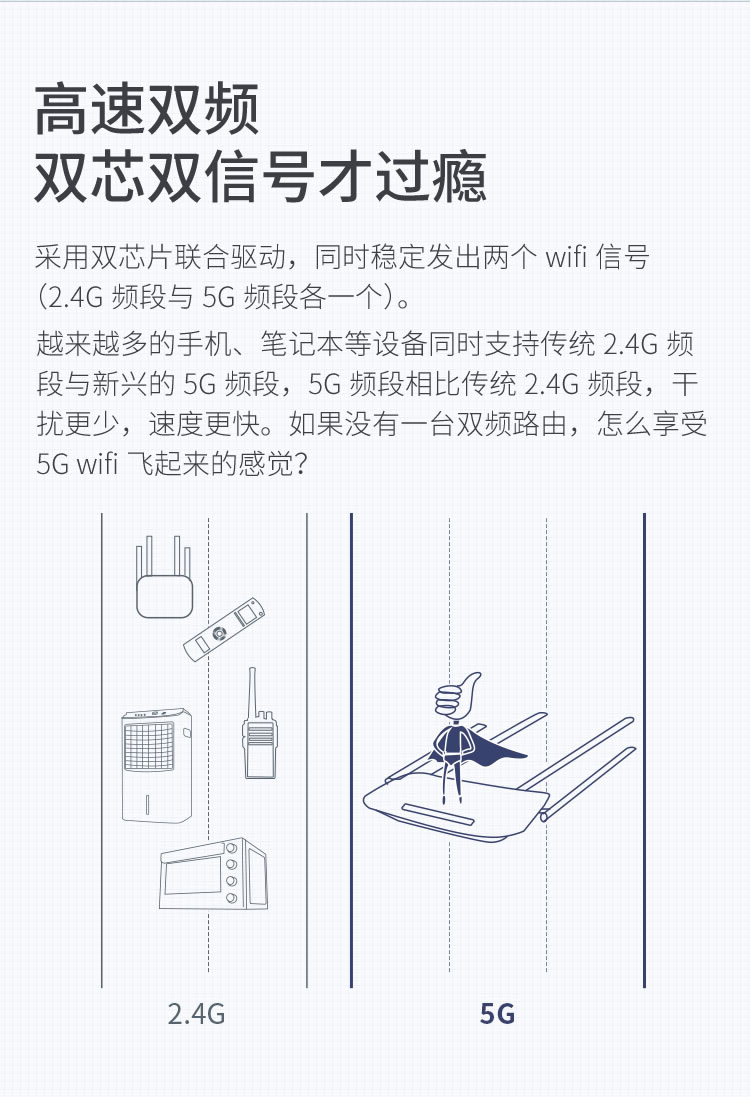 高速双频
双芯双信号才过瘾
采用双芯片联合驱动，同时稳定发出两个 wifi 信号
（2.4G 频段与 5G 频段各一个）。
越来越多的手机、笔记本等设备同时支持传统 2.4G 频
段与新兴的 5G 频段，5G 频段相比传统 2.4G 频段，干
扰更少，速度更快。如果没有一台双频路由，怎么享受
5G wifi 飞起来的感觉？
2.4G
5G